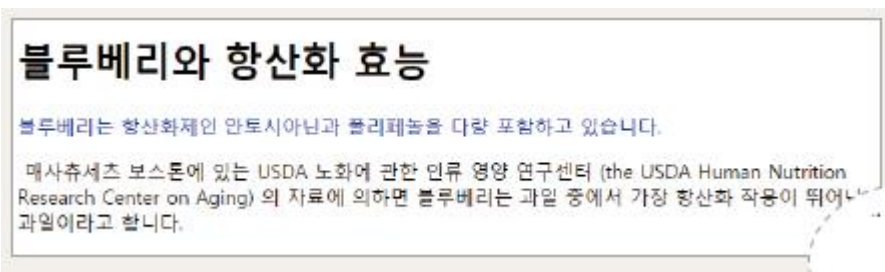 블루베리와 항산화 효능
블루베리는 항산화제인 안토시아닌과 폴리페놀을 다량 포함하고 있습니다.
매사츄세츠 보스톤에 있는 USDA 노화에 관한 인류 영양 연구센터 (the USDA Human Nutrition
Research Center on Aging) 의 자료에 의하면 블루베리는 과일 중에서 가장 항산화 작용이 뛰어난
과일이라고 합니다.